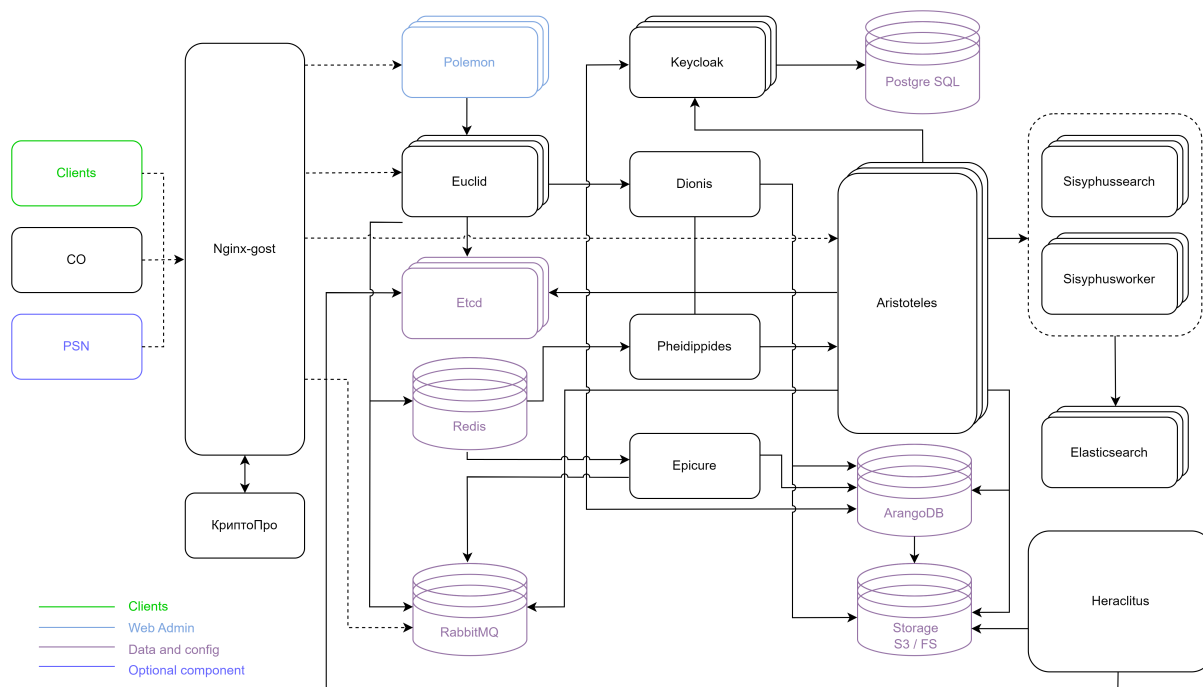 Polemon
Keycloak
Postgre SQL
Clients
Euclid
Dionis
Sisyphussearch
CO
Nginx-gost
Sisyphusworker
Etcd
Aristoteles
PSN
Pheidippides
Redis
Elasticsearch
Epicure
КриптоПро
ArangoDB
Heraclitus
RabbitMQ
Storage
S3 / FS
Clients
Web Admin
Data and config
Optional component